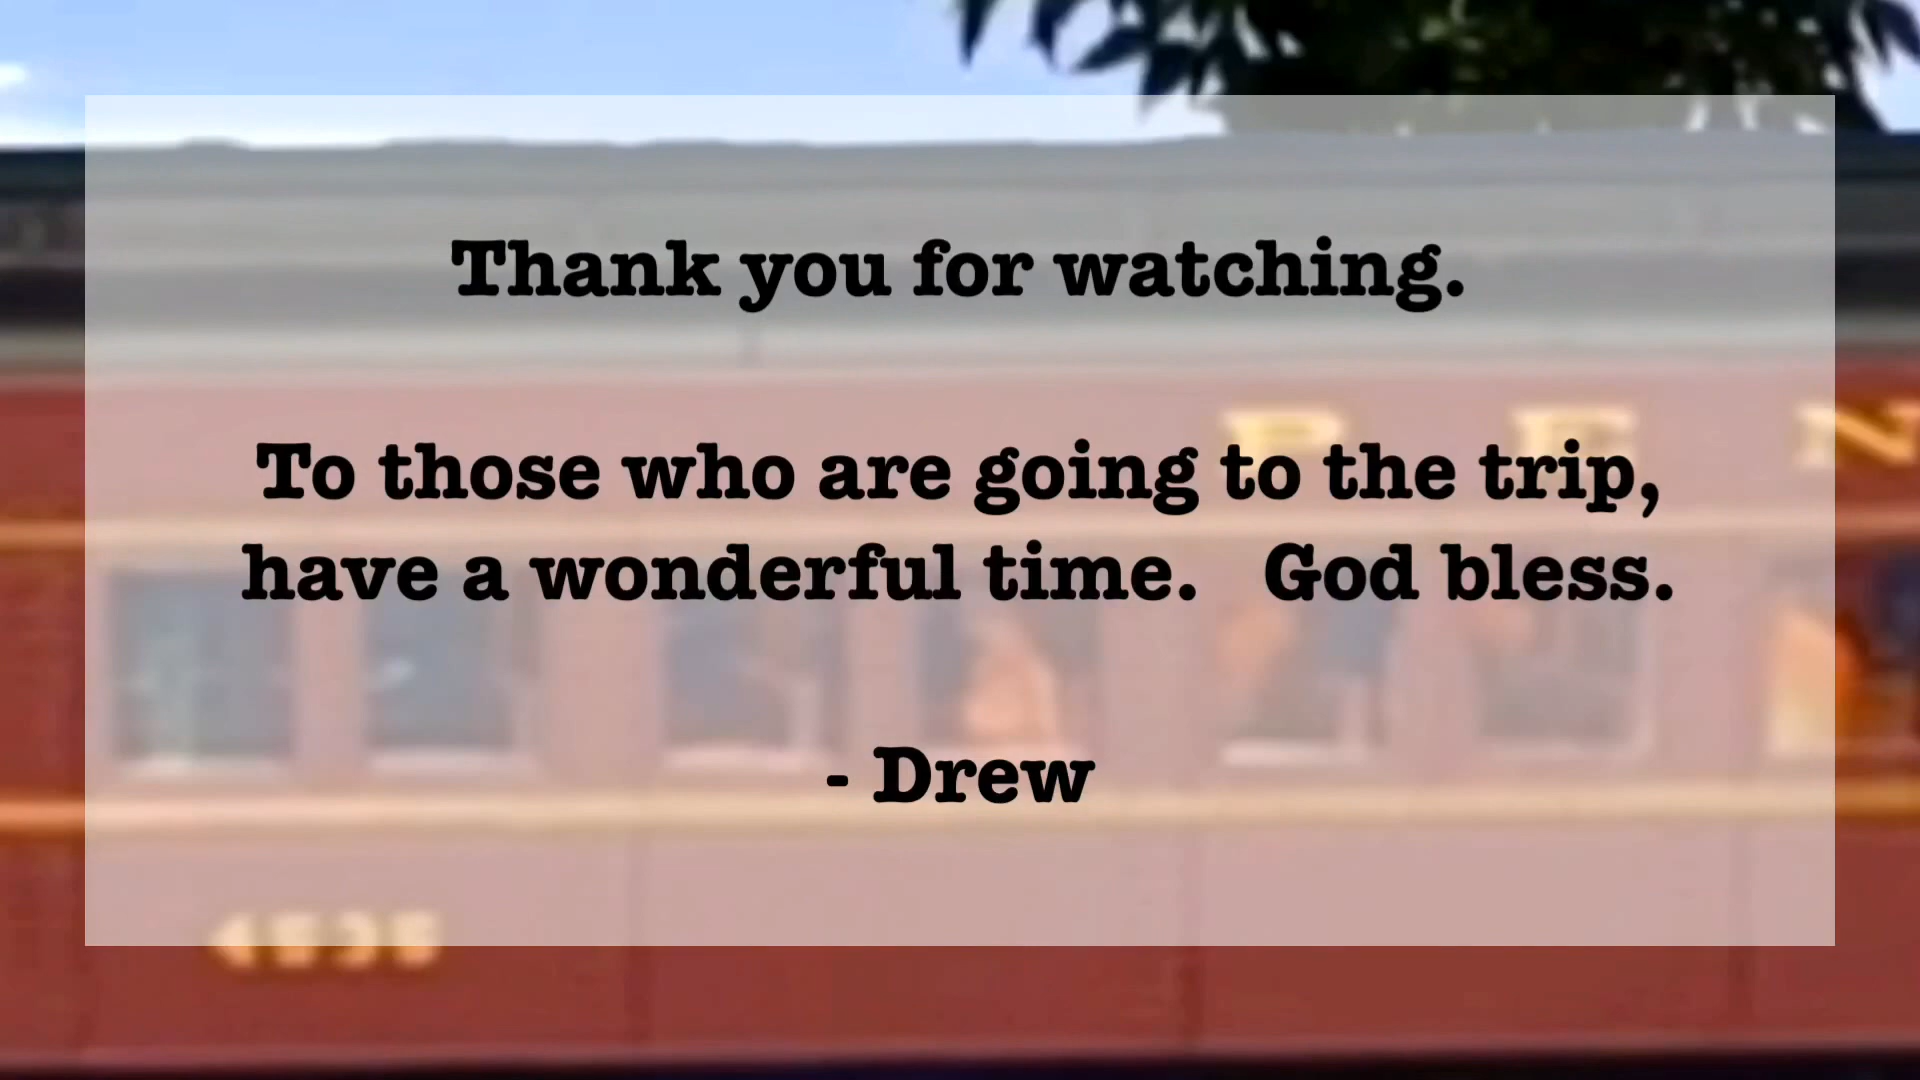 Thank you for watching.
To those who are going to the trip,
have a wonderful time. God bless.
- Drew
P E N